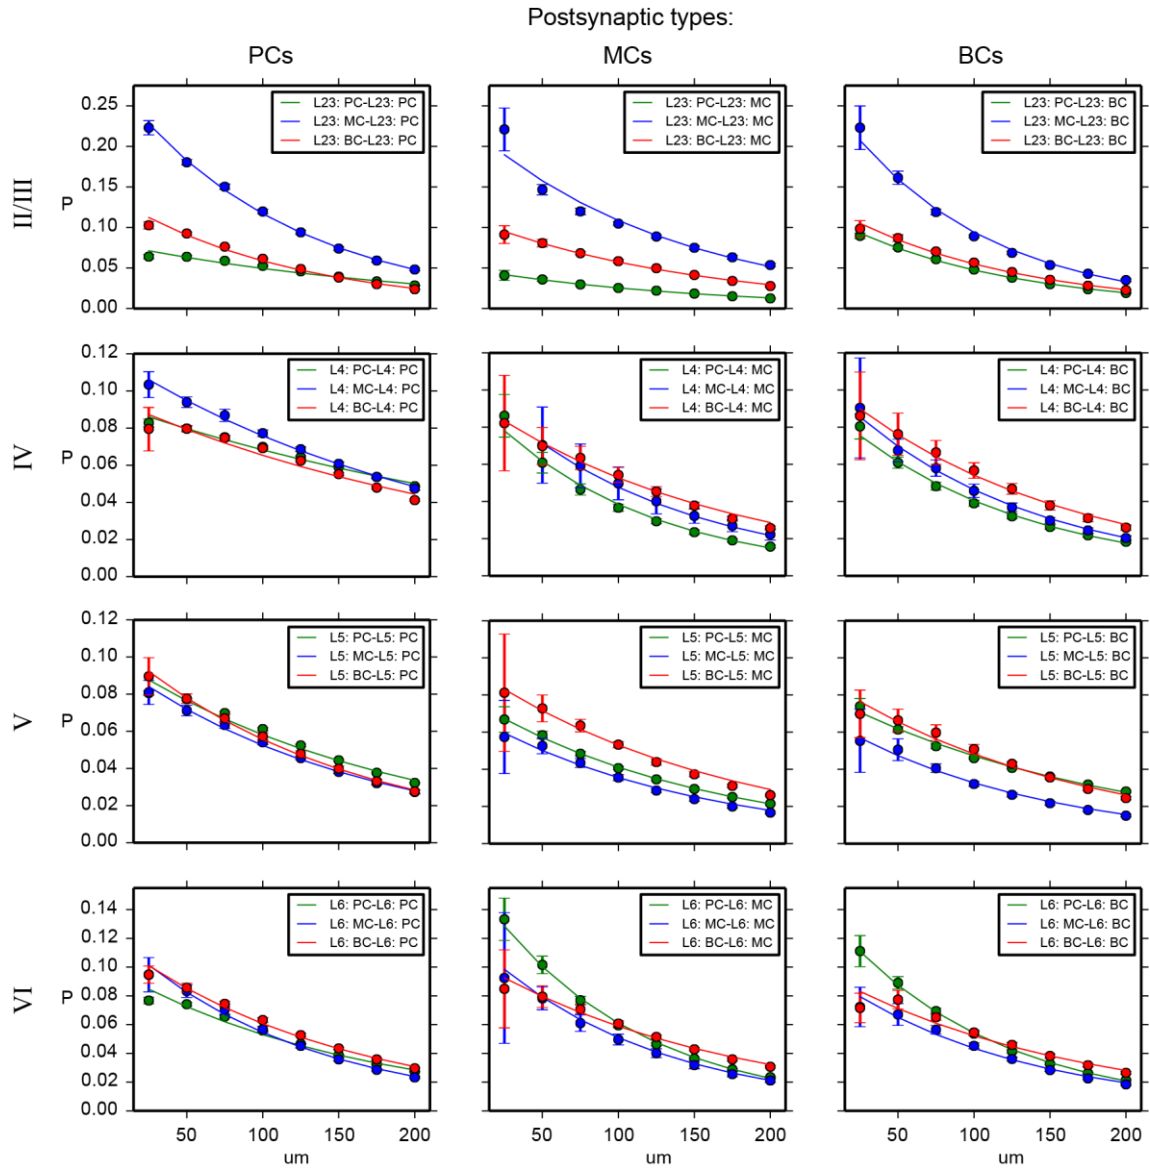 Postsynaptic types:
PCs MCs BCs
II/III
P
0.25
0.20
0.15
0.10
0.05
0.00
L23: PC-L23: PC
L23: MC-L23: PC
L23: BC-L23: PC
L23: PC-L23: MC
L23: MC-L23: MC
L23: BC-L23: MC
L23: PC-L23: BC
L23: MC-L23: BC
L23: BC-L23: BC
IV
P
0.12
0.10
0.08
0.06
0.04
0.02
0.00
L4: PC-L4: PC
L4: MC-L4: PC
L4: BC-L4: PC
L4: PC-L4: MC
L4: MC-L4: MC
L4: BC-L4: MC
L4: PC-L4: BC
L4: MC-L4: BC
L4: BC-L4: BC
V
P
0.12
0.10
0.08
0.06
0.04
0.02
0.00
L5: PC-L5: PC
L5: MC-L5: PC
L5: BC-L5: PC
L5: PC-L5: MC
L5: MC-L5: MC
L5: BC-L5: MC
L5: PC-L5: BC
L5: MC-L5: BC
L5: BC-L5: BC
VI
P
0.14
0.12
0.10
0.08
0.06
0.04
0.02
0.00
L6: PC-L6: PC
L6: MC-L6: PC
L6: BC-L6: PC
L6: PC-L6: MC
L6: MC-L6: MC
L6: BC-L6: MC
L6: PC-L6: BC
L6: MC-L6: BC
L6: BC-L6: BC
50 100 150 200 50 100 150 200 50 100 150 200
um um um